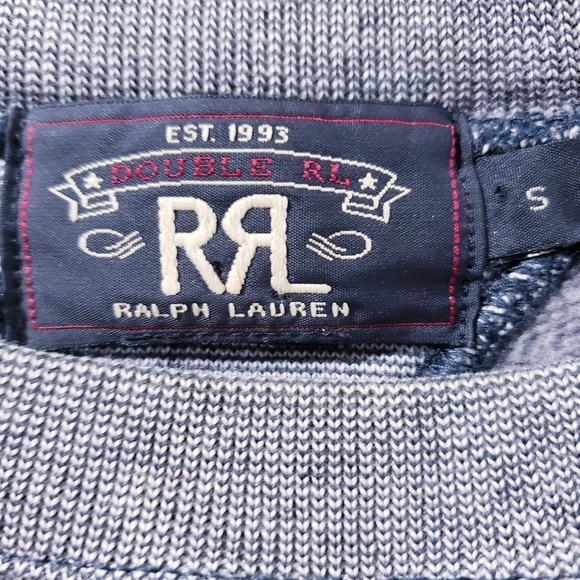 EST. 1993
DOUBLE RL
RRL
RALPH LAUREN
S